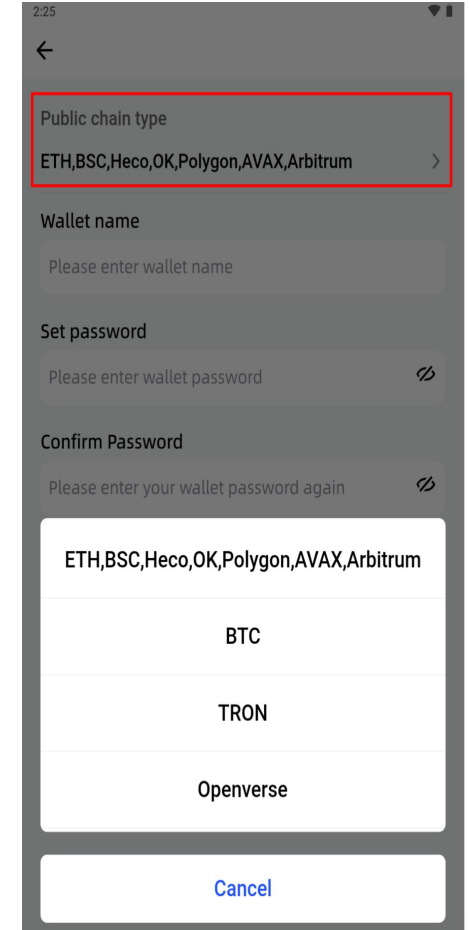 2:25
Public chain type
ETH,BSC,Heco,OK,Polygon,AVAX,Arbitrum
Wallet name
Please enter wallet name
Set password
Please enter wallet password
Confirm Password
Please enter your wallet password again
ETH,BSC,Heco,OK,Polygon,AVAX,Arbitrum
BTC
TRON
Openverse
Cancel